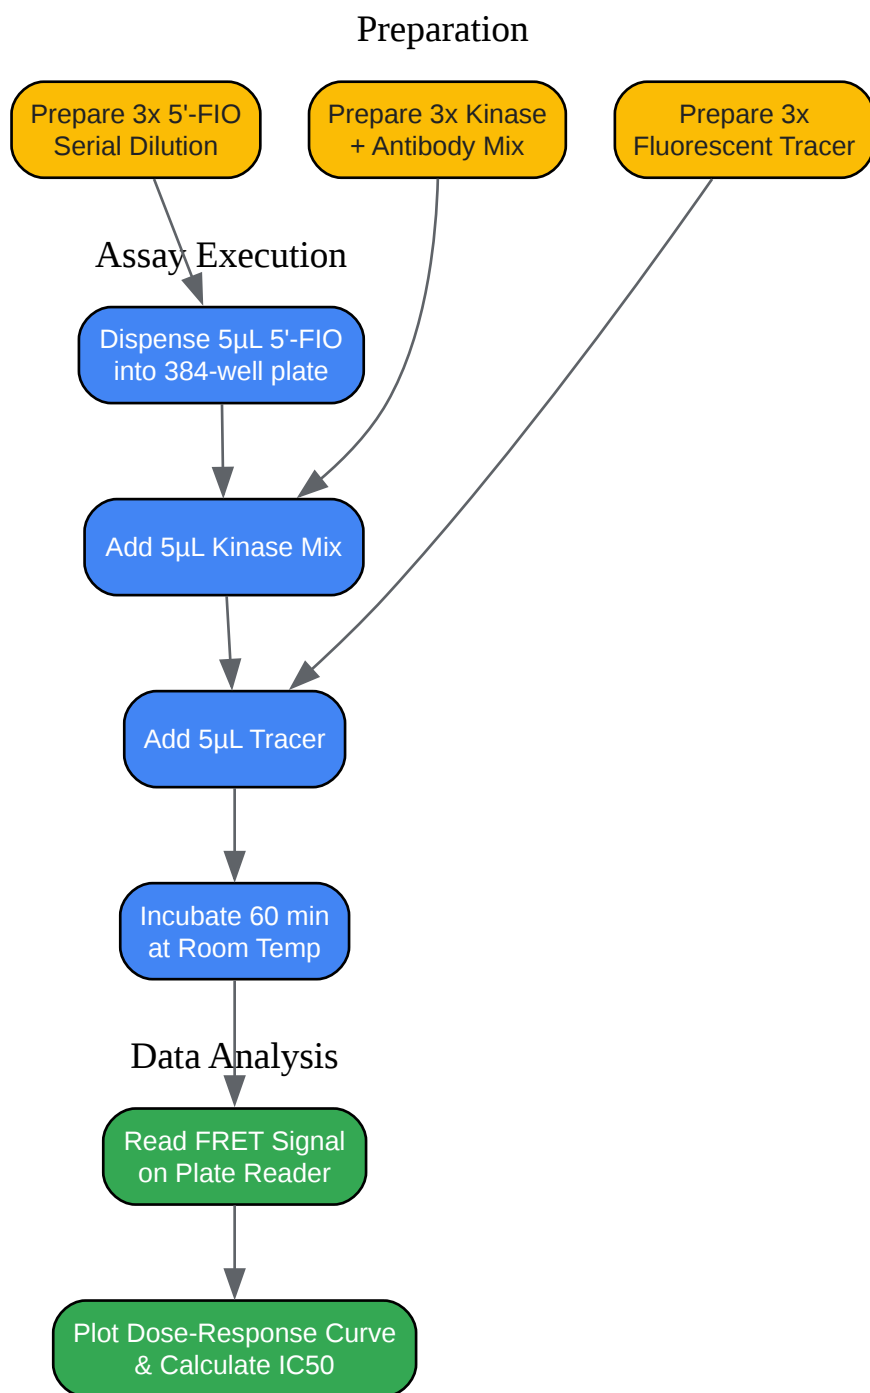 Preparation
Prepare 3x 5'-FIO
Serial Dilution
Prepare 3x Kinase
+ Antibody Mix
Prepare 3x
Fluorescent Tracer
Assay Execution
Dispense 5µL 5'-FIO
into 384-well plate
Add 5µL Kinase Mix
Add 5µL Tracer
Incubate 60 min
at Room Temp
Data Analysis
Read FRET Signal
on Plate Reader
Plot Dose-Response Curve
& Calculate IC50